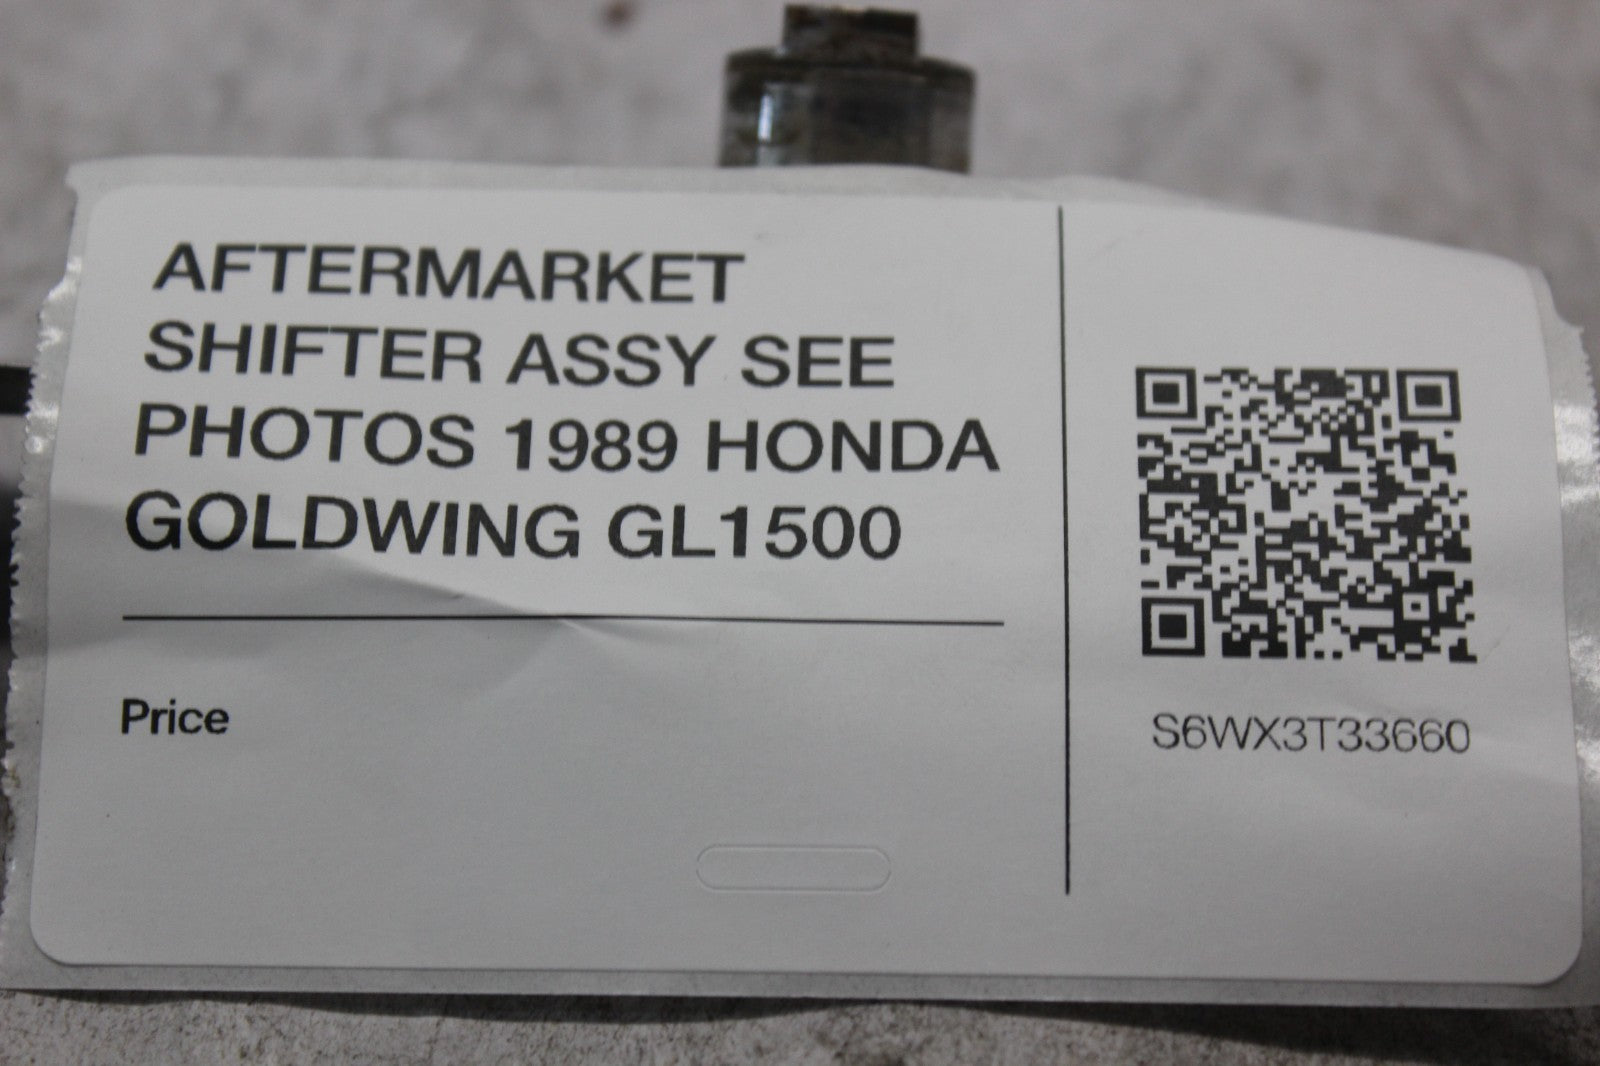 AFTERMARKET
SHIFTER ASSY SEE
PHOTOS 1989 HONDA
GOLDWING GL1500
Price
S6WX3T33660